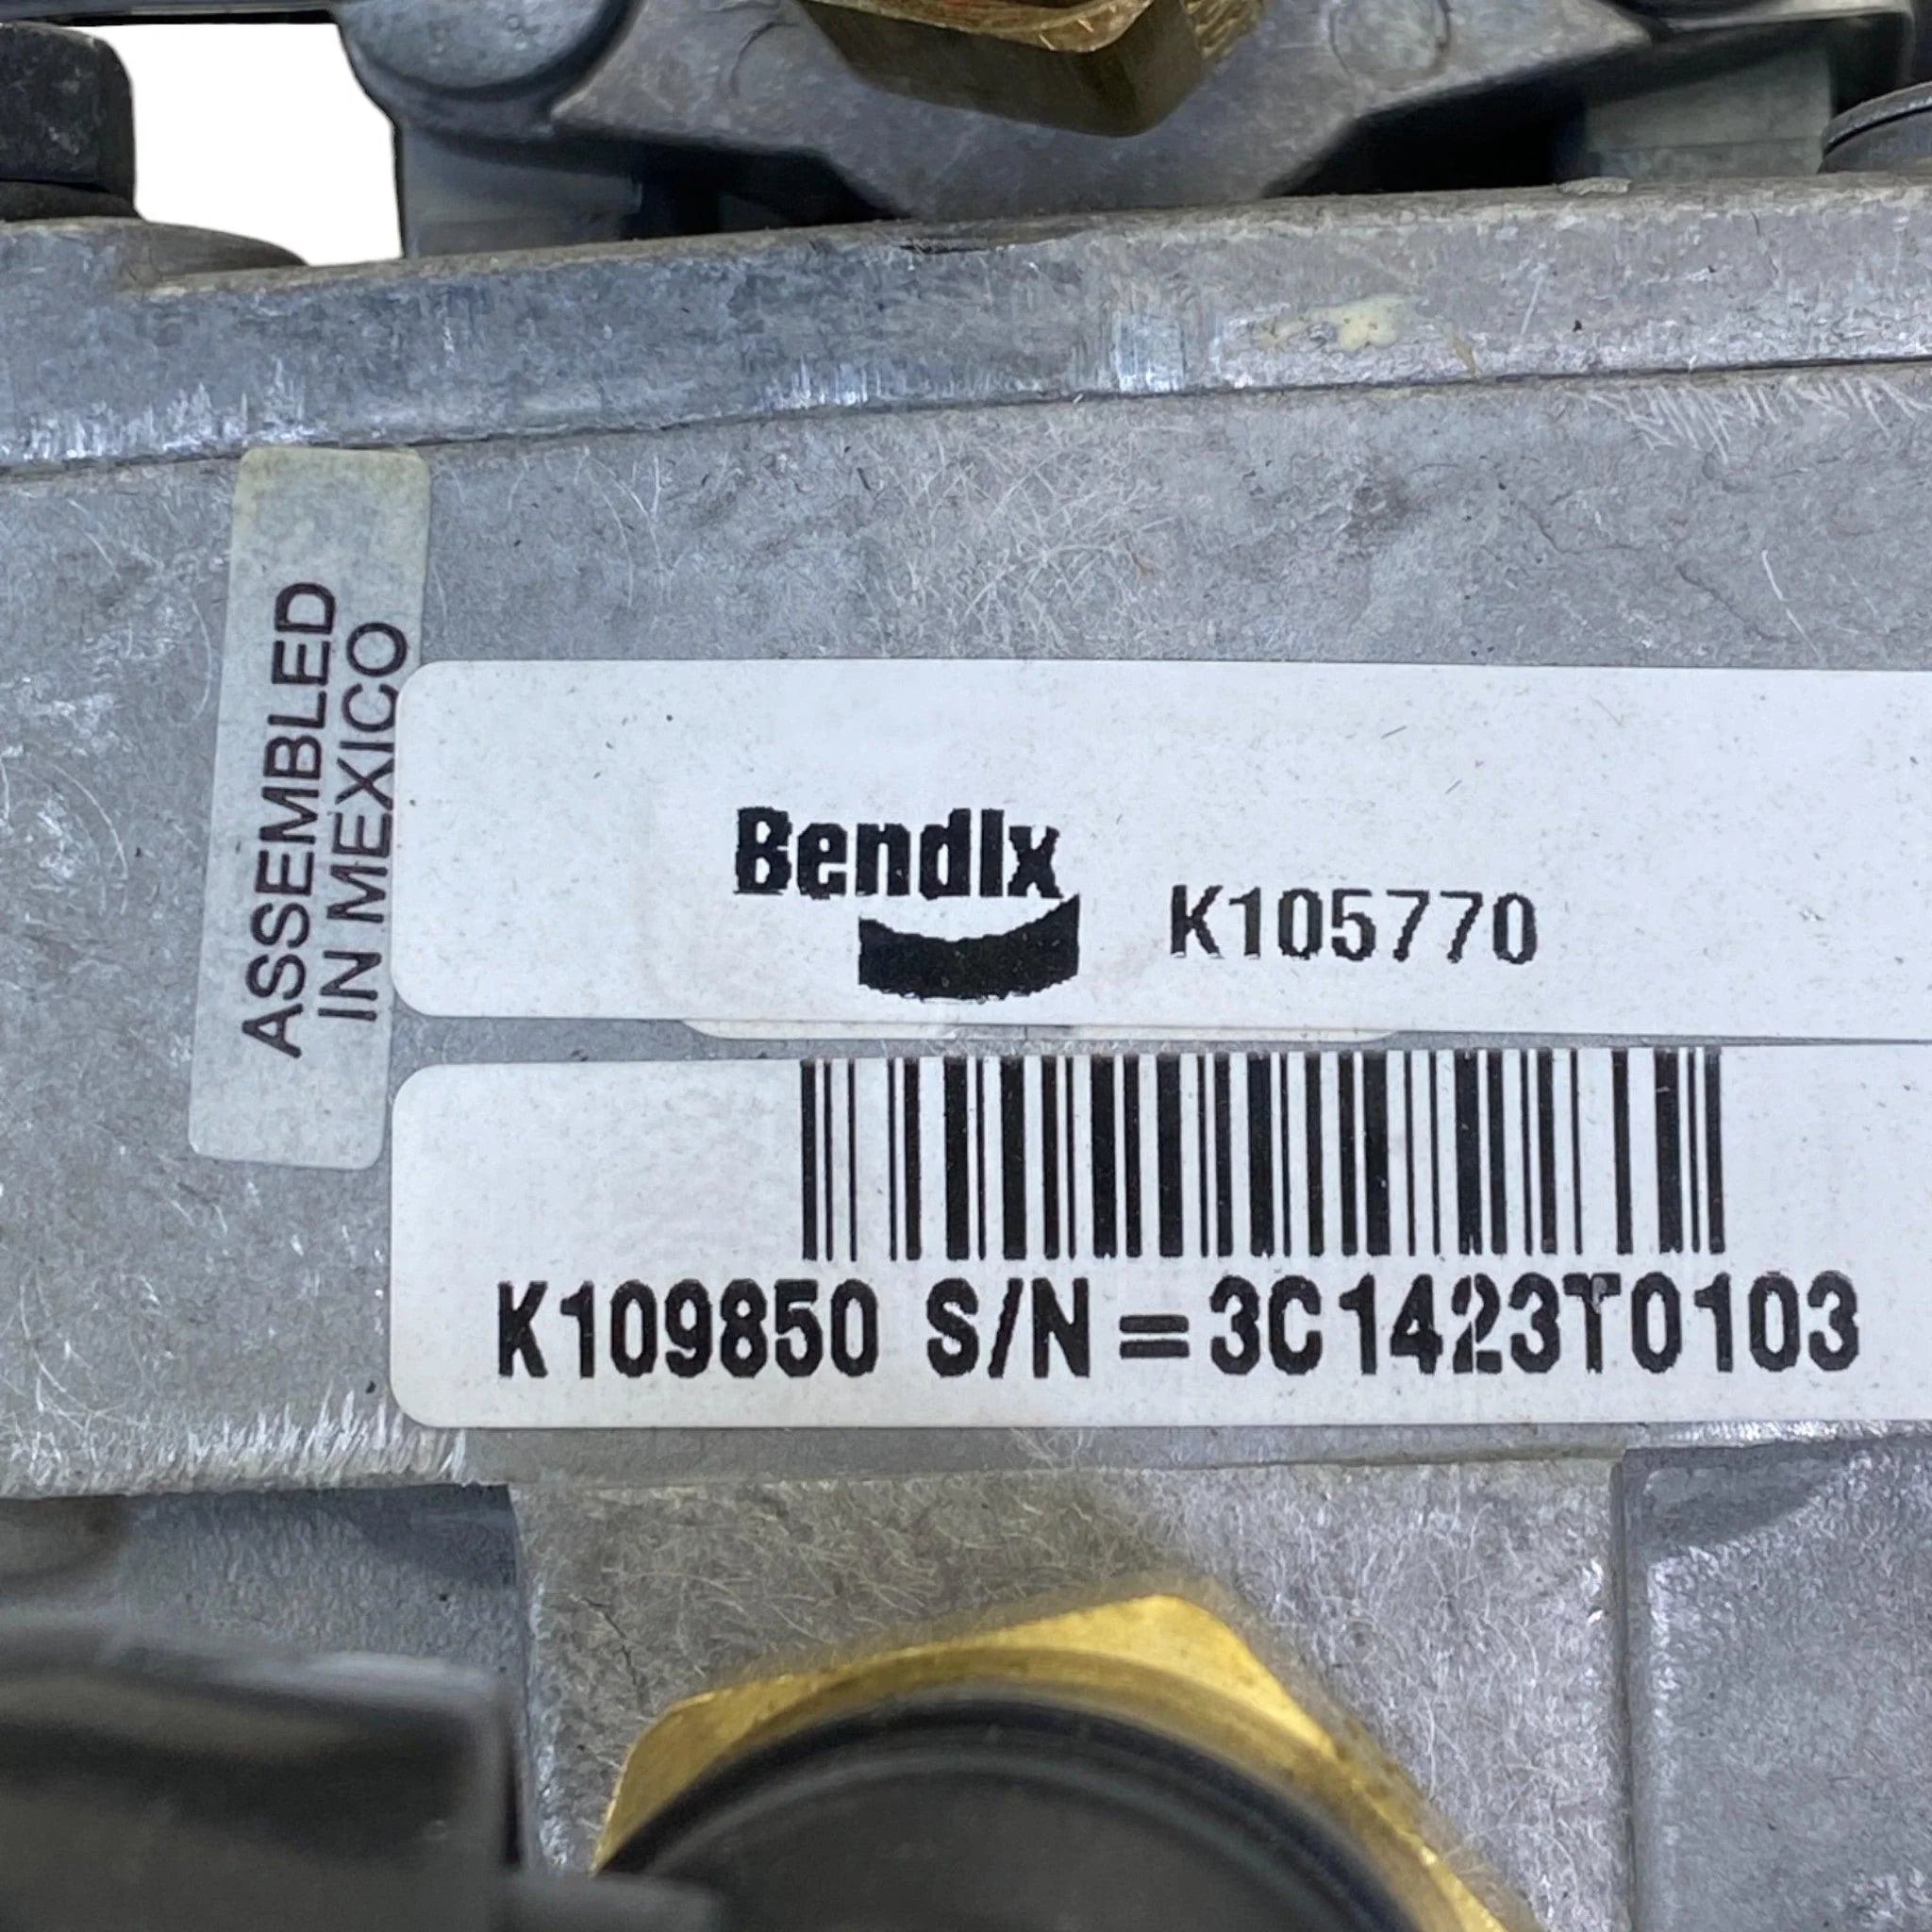 ASSEMBLED
IN MEXICO
Bendix
K105770
K109850 S/N = 3C1423T0103